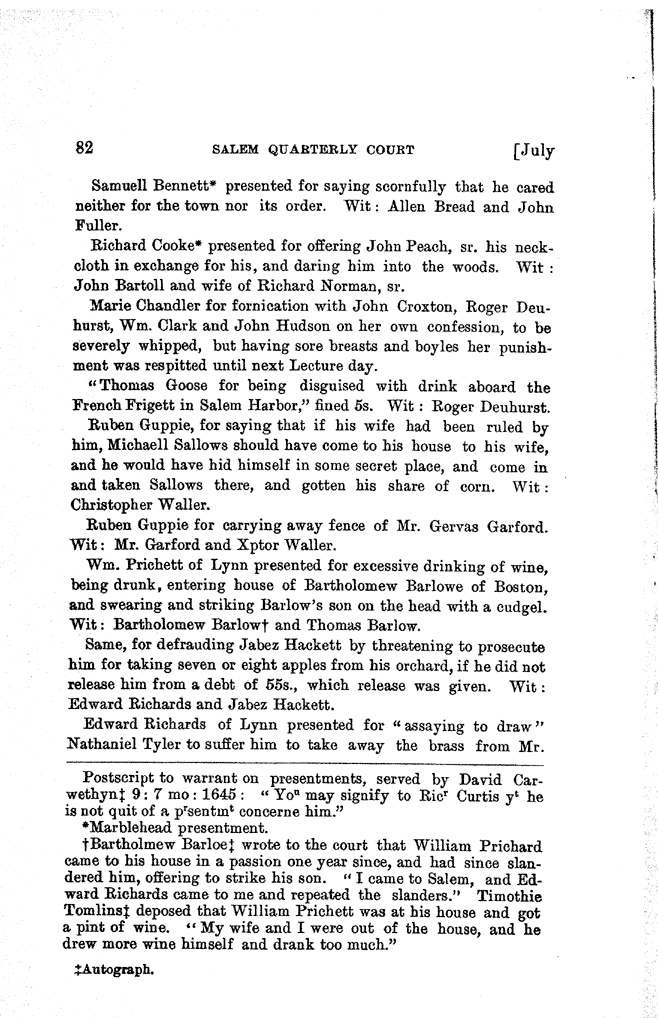 82 SALEM QUARTERLY COURT [July
Samuell Bennett* presented for saying scornfully that he cared
neither for the town nor its order. Wit: Allen Bread and John
Fuller.
Richard Cooke* presented for offering John Peach, sr. his neck-
cloth in exchange for his, and daring him into the woods. Wit:
John Bartoll and wife of Richard Norman, sr.
Marie Chandler for fornication with John Croxton, Roger Deu-
hurst, Wm. Clark and John Hudson on her own confession, to be
severely whipped, but having sore breasts and boyles her punish-
ment was respitted until next Lecture day.
"Thomas Goose for being disguised with drink aboard the
French Frigett in Salem Harbor," fined 5s. Wit: Roger Deuhurst.
Ruben Guppie, for saying that if his wife had been ruled by
him, Michaell Sallows should have come to his house to his wife,
and he would have hid himself in some secret place, and come in
and taken Sallows there, and gotten his share of corn. Wit:
Christopher Waller.
Ruben Guppie for carrying away fence of Mr. Gervas Garford.
Wit: Mr. Garford and Xptor Waller.
Wm. Prichett of Lynn presented for excessive drinking of wine,
being drunk, entering house of Bartholomew Barlowe of Boston,
and swearing and striking Barlow's son on the head with a cudgel.
Wit: Bartholomew Barlow† and Thomas Barlow.
Same, for defrauding Jabez Hackett by threatening to prosecute
him for taking seven or eight apples from his orchard, if he did not
release him from a debt of 55s., which release was given. Wit:
Edward Richards and Jabez Hackett.
Edward Richards of Lynn presented for "assaying to draw"
Nathaniel Tyler to suffer him to take away the brass from Mr.
Postscript to warrant on presentments, served by David Car-
wethyn‡ 9: 7 mo: 1645: "Yoⁿ may signify to Ricʳ Curtis yᵗ he
is not quit of a pʳsentmᵗ concerne him."
*Marblehead presentment.
†Bartholmew Barloe‡ wrote to the court that William Prichard
came to his house in a passion one year since, and had since slan-
dered him, offering to strike his son. "I came to Salem, and Ed-
ward Richards came to me and repeated the slanders." Timothie
Tomlins‡ deposed that William Prichett was at his house and got
a pint of wine. "My wife and I were out of the house, and he
drew more wine himself and drank too much."
‡Autograph.